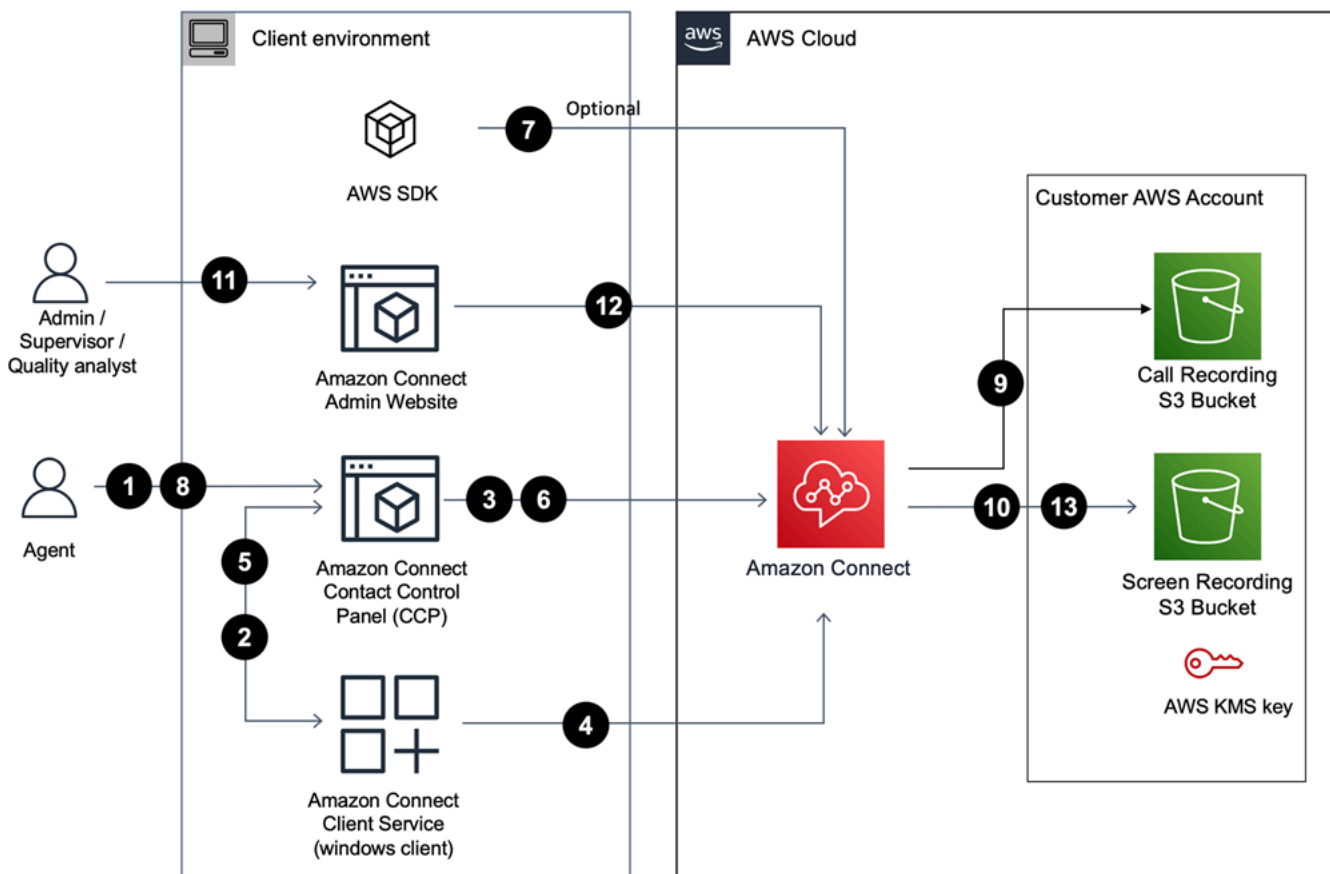 Client environment
aws
AWS Cloud
Optional
7
AWS SDK
Customer AWS Account
11
Admin /
Supervisor /
Quality analyst
12
Amazon Connect
Admin Website
9
Call Recording
S3 Bucket
1
8
Agent
3
6
Amazon Connect
Contact Control
Panel (CCP)
Amazon Connect
10
13
Screen Recording
S3 Bucket
5
2
AWS KMS key
4
Amazon Connect
Client Service
(windows client)